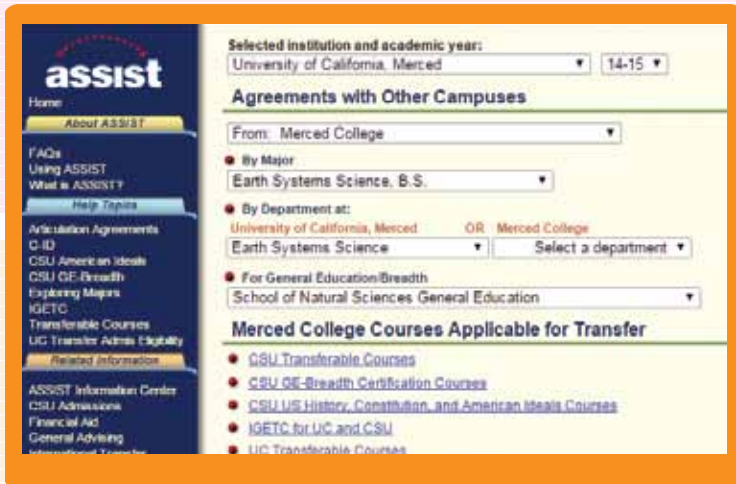 assist
Home
About ASSIST
FAQs
Using ASSIST
What is ASSIST?
Help Topics
Articulation Agreements
C-ID
CSU American Ideals
CSU GE-Breadth
Exploring Majors
IGETC
Transferable Courses
UC Transfer Admis Eligibility
Related Information
ASSIST Information Center
CSU Admissions
Financial Aid
General Advising
International Transfer
Selected institution and academic year:
University of California, Merced 14-15
Agreements with Other Campuses
From: Merced College
By Major
Earth Systems Science, B.S.
By Department at:
University of California, Merced OR Merced College
Earth Systems Science Select a department
For General Education/Breadth
School of Natural Sciences General Education
Merced College Courses Applicable for Transfer
CSU Transferable Courses
CSU GE-Breadth Certification Courses
CSU US History, Constitution, and American Ideals Courses
IGETC for UC and CSU
UC Transferable Courses